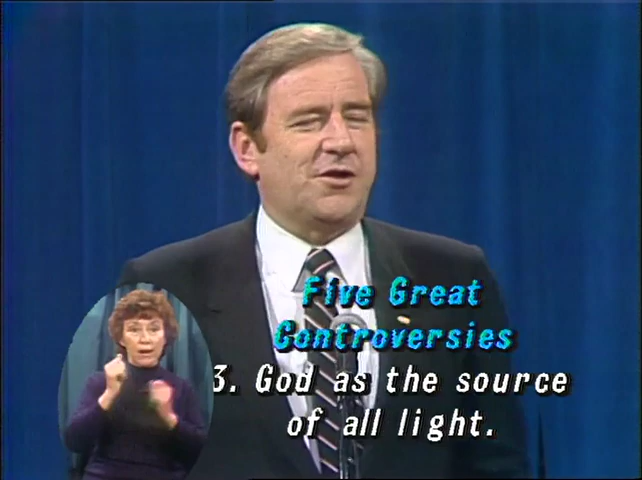 Five Great
Controversies
3. God as the source
of all light.